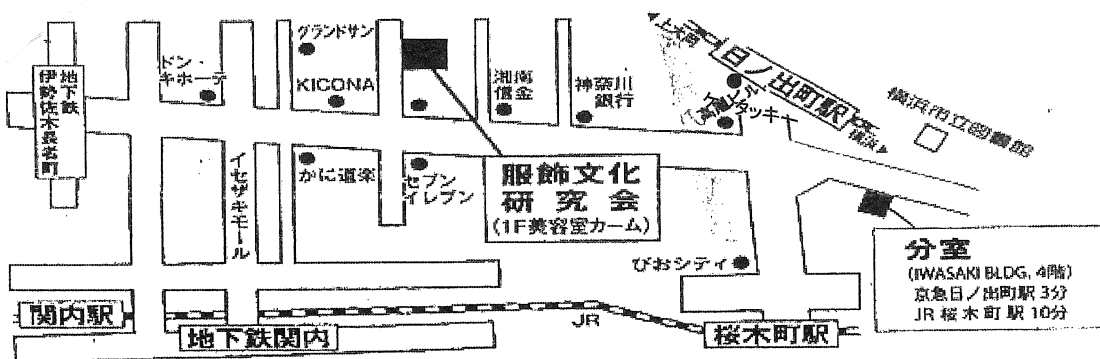 グランドサン
ドン・
キホーテ
KICONA
湘南
信金
神奈川
銀行
上大岡
日ノ出町駅
横浜
ケンタッキー
横浜市立図書館
地下鉄
伊勢佐木長者町
イセザキモール
かに道楽
セブン
イレブン
服飾文化
研究会
(1F美容室カーム)
ぴおシティ
分室
(IWASAKI BLDG, 4階)
京急日ノ出町駅 3分
JR 桜木町駅 10分
関内駅
地下鉄関内
JR
桜木町駅